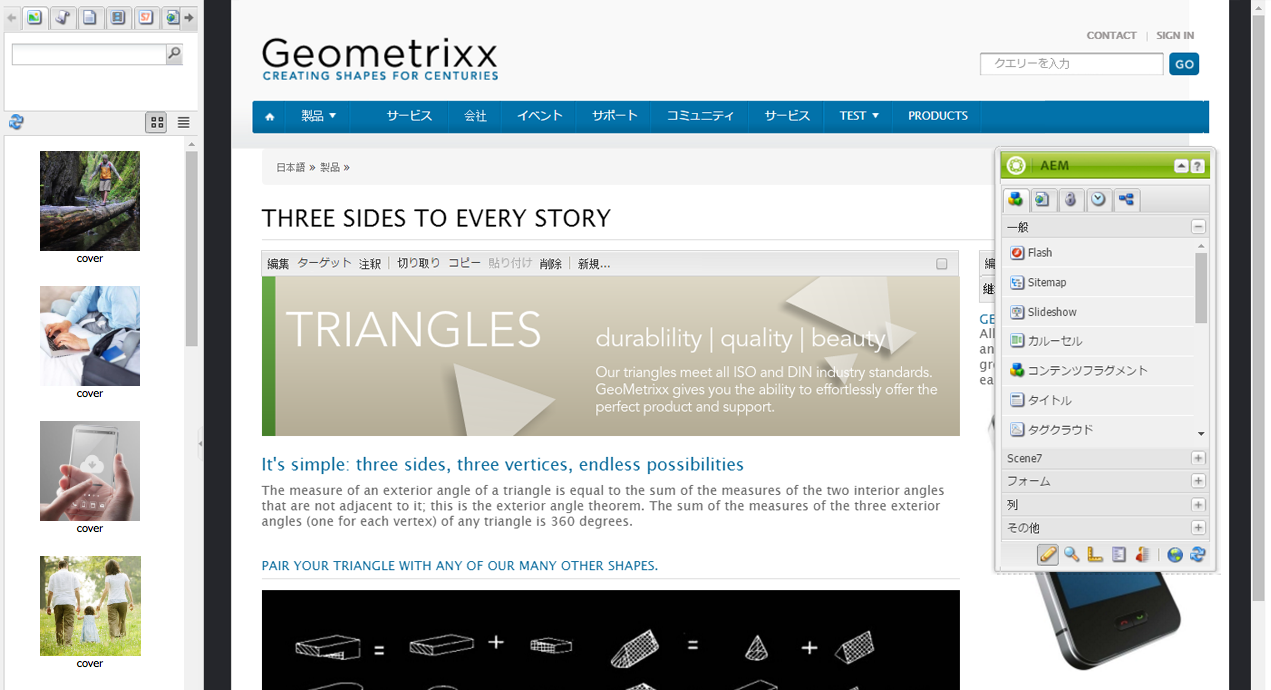 Geometrixx
CREATING SHAPES FOR CENTURIES
CONTACT | SIGN IN
クエリーを入力
GO
製品 サービス 会社 イベント サポート コミュニティ サービス TEST PRODUCTS
日本語 » 製品 »
THREE SIDES TO EVERY STORY
編集 ターゲット 注釈 切り取り コピー 貼り付け 削除 新規...
TRIANGLES
durablility | quality | beauty
Our triangles meet all ISO and DIN industry standards.
GeoMetrixx gives you the ability to effortlessly offer the
perfect product and support.
It's simple: three sides, three vertices, endless possibilities
The measure of an exterior angle of a triangle is equal to the sum of the measures of the two interior angles
that are not adjacent to it; this is the exterior angle theorem. The sum of the measures of the three exterior
angles (one for each vertex) of any triangle is 360 degrees.
PAIR YOUR TRIANGLE WITH ANY OF OUR MANY OTHER SHAPES.
= +
= +
cover
cover
cover
cover
S7
GE
All
an
gr
ea
AEM
?
一般
Flash
Sitemap
Slideshow
カルーセル
コンテンツフラグメント
タイトル
タグクラウド
Scene7
フォーム
列
その他